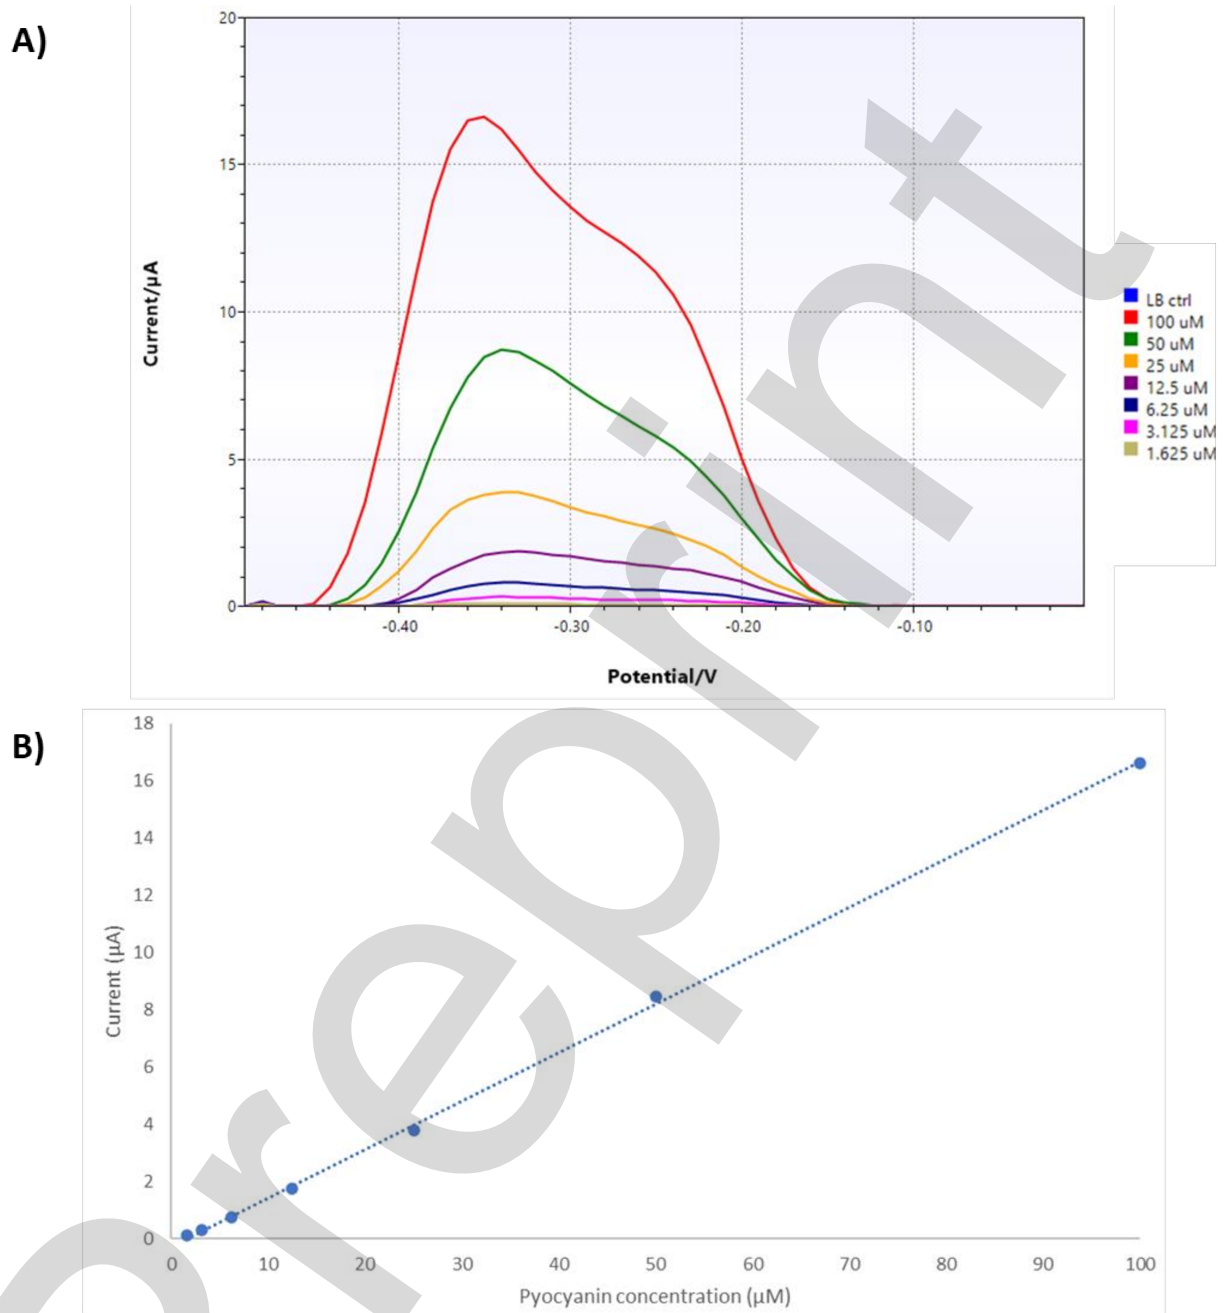 A)
20
15
10
5
0
Current/µA
-0.40 -0.30 -0.20 -0.10
Potential/V
LB ctrl
100 uM
50 uM
25 uM
12.5 uM
6.25 uM
3.125 uM
1.625 uM
B)
18
16
14
12
10
8
6
4
2
0
Current (µA)
0 10 20 30 40 50 60 70 80 90 100
Pyocyanin concentration (µM)
preprint